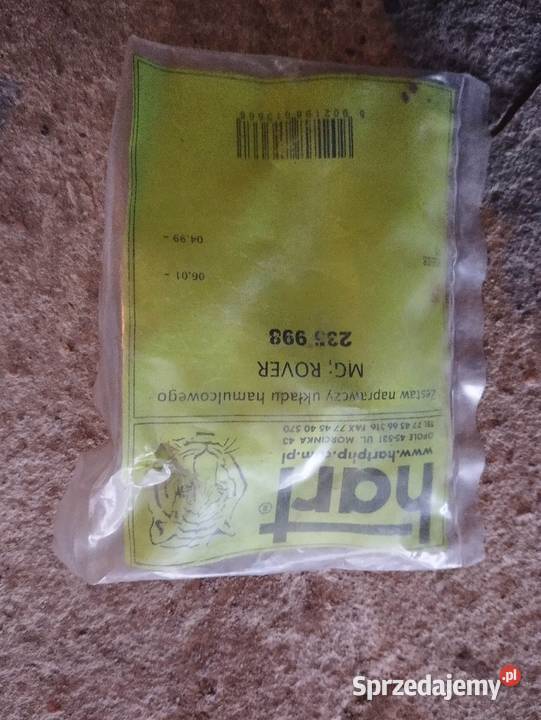 hart®
www.hartphp.com.pl
OPOLE 45-531 UL. MORCINKA 43
TEL 77 43 66 316 FAX 77 45 40 570
zestaw naprawczy układu hamulcowego
MG; ROVER
235 998
06.01 -
04.99 -
Sprzedajemy.pl